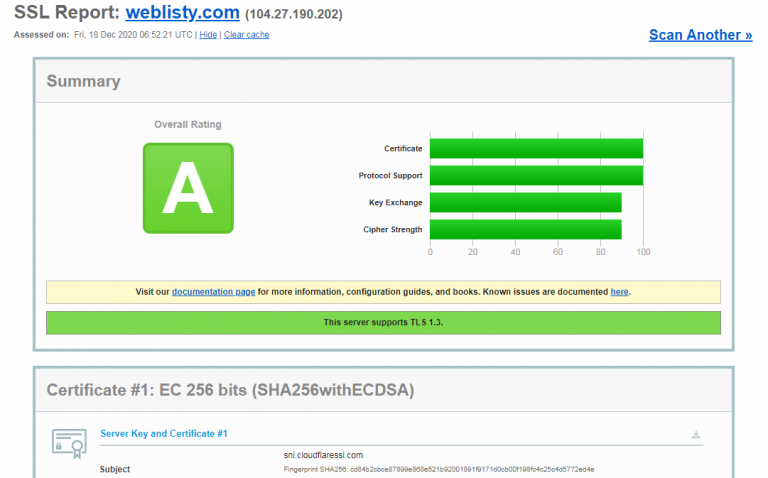 SSL Report: weblisty.com (104.27.190.202)
Assessed on: Fri, 18 Dec 2020 06:52:21 UTC | Hide | Clear cache
Scan Another »
Summary
Overall Rating
A
Certificate
Protocol Support
Key Exchange
Cipher Strength
0 20 40 60 80 100
Visit our documentation page for more information, configuration guides, and books. Known issues are documented here.
This server supports TLS 1.3.
Certificate #1: EC 256 bits (SHA256withECDSA)
Server Key and Certificate #1
sni.cloudflaressl.com
Subject
Fingerprint SHA256: